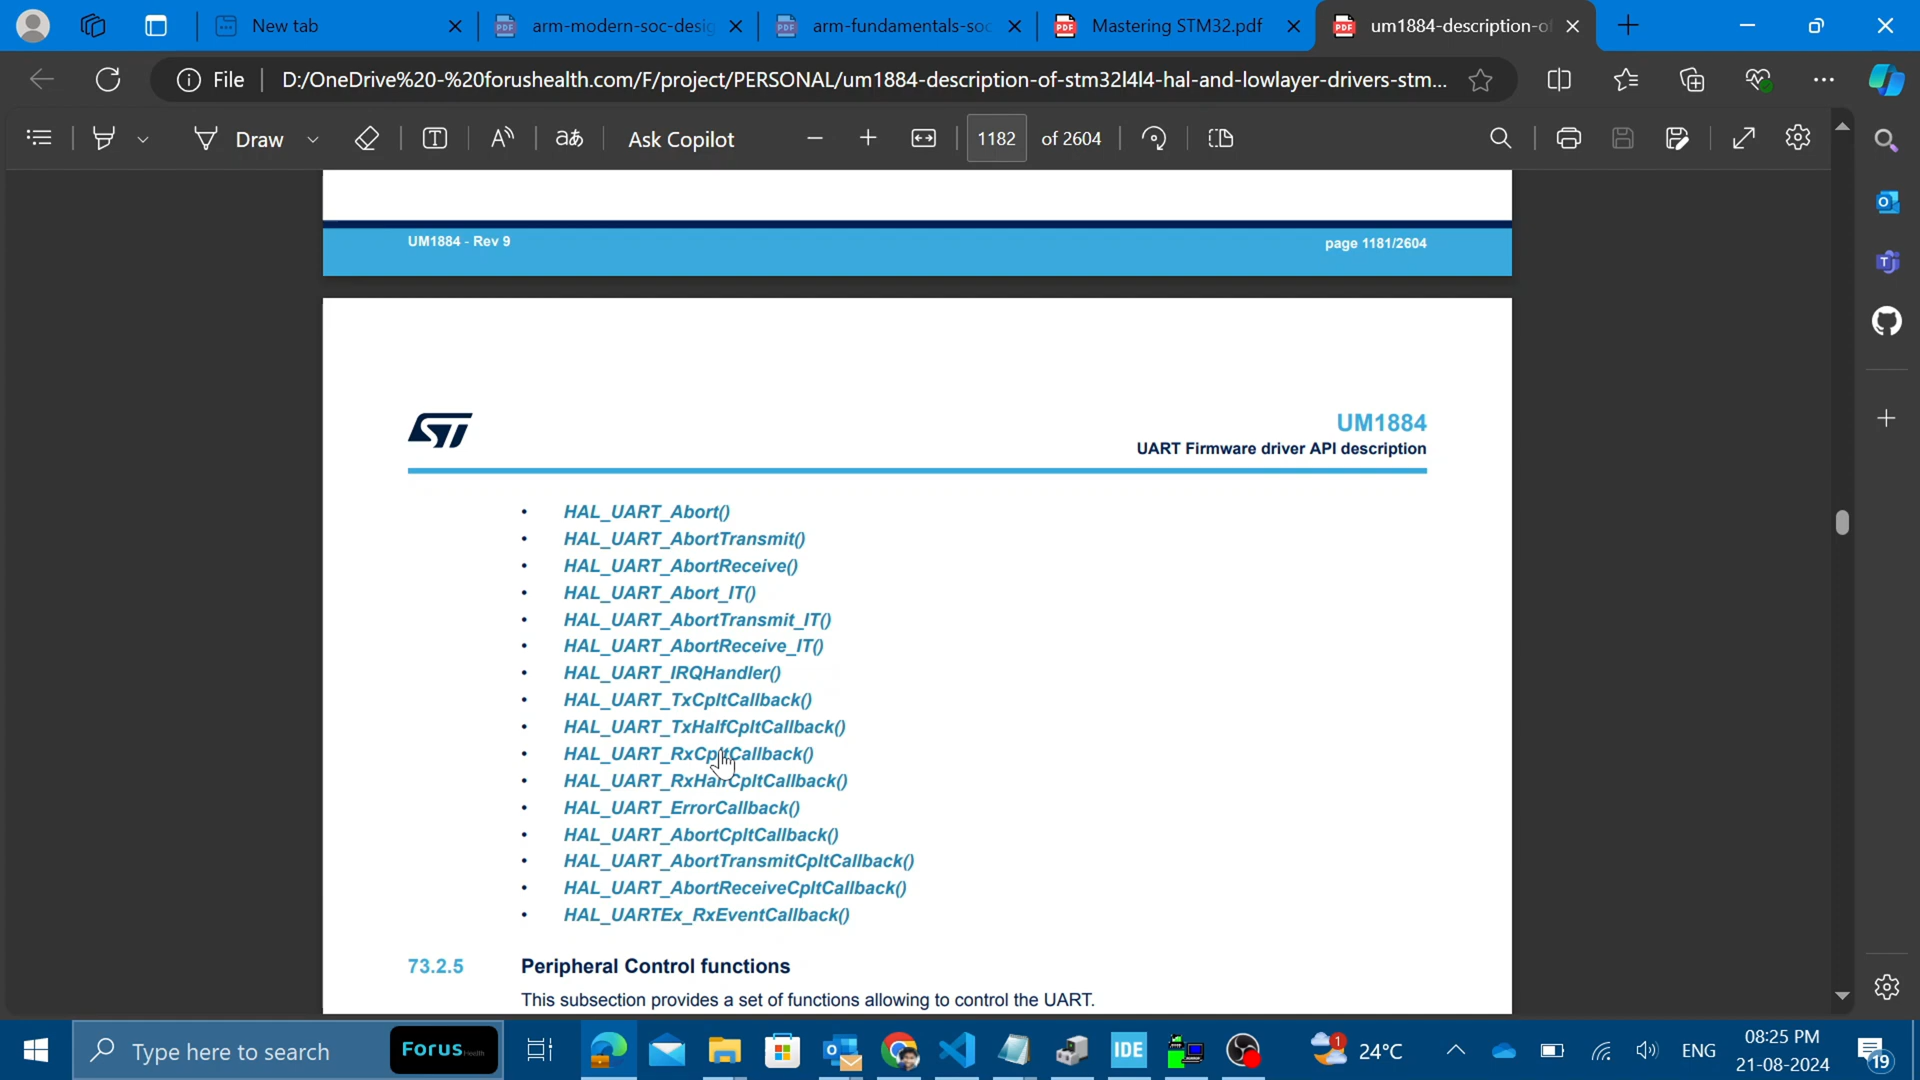 New tab
arm-modern-soc-desig
arm-fundamentals-soc
Mastering STM32.pdf
um1884-description-of
File
D:/OneDrive%20-%20forushealth.com/F/project/PERSONAL/um1884-description-of-stm32l4l4-hal-and-lowlayer-drivers-stm...
Draw
Ask Copilot
1182 of 2604
UM1884 - Rev 9
page 1181/2604
UM1884
UART Firmware driver API description
• HAL_UART_Abort()
• HAL_UART_AbortTransmit()
• HAL_UART_AbortReceive()
• HAL_UART_Abort_IT()
• HAL_UART_AbortTransmit_IT()
• HAL_UART_AbortReceive_IT()
• HAL_UART_IRQHandler()
• HAL_UART_TxCpltCallback()
• HAL_UART_TxHalfCpltCallback()
• HAL_UART_RxCpltCallback()
• HAL_UART_RxHalfCpltCallback()
• HAL_UART_ErrorCallback()
• HAL_UART_AbortCpltCallback()
• HAL_UART_AbortTransmitCpltCallback()
• HAL_UART_AbortReceiveCpltCallback()
• HAL_UARTEx_RxEventCallback()
73.2.5 Peripheral Control functions
This subsection provides a set of functions allowing to control the UART.
Type here to search
Forus Health
IDE
1
24°C
ENG
08:25 PM
21-08-2024
19